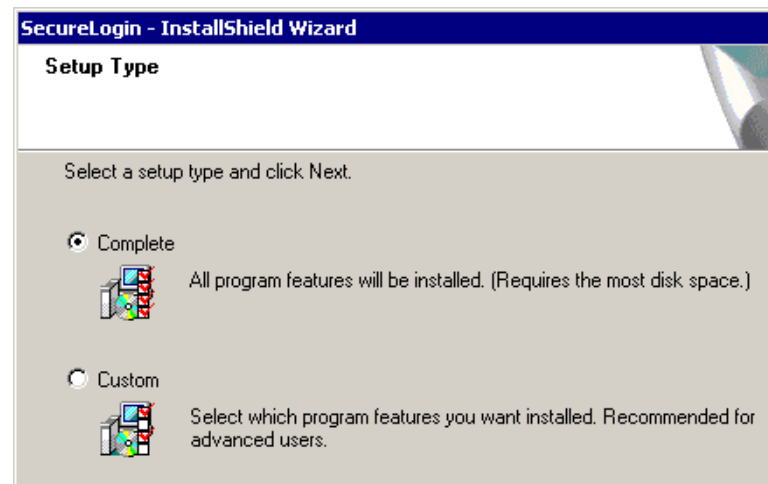 SecureLogin - InstallShield Wizard
Setup Type
Select a setup type and click Next.
Complete
All program features will be installed. (Requires the most disk space.)
Custom
Select which program features you want installed. Recommended for
advanced users.